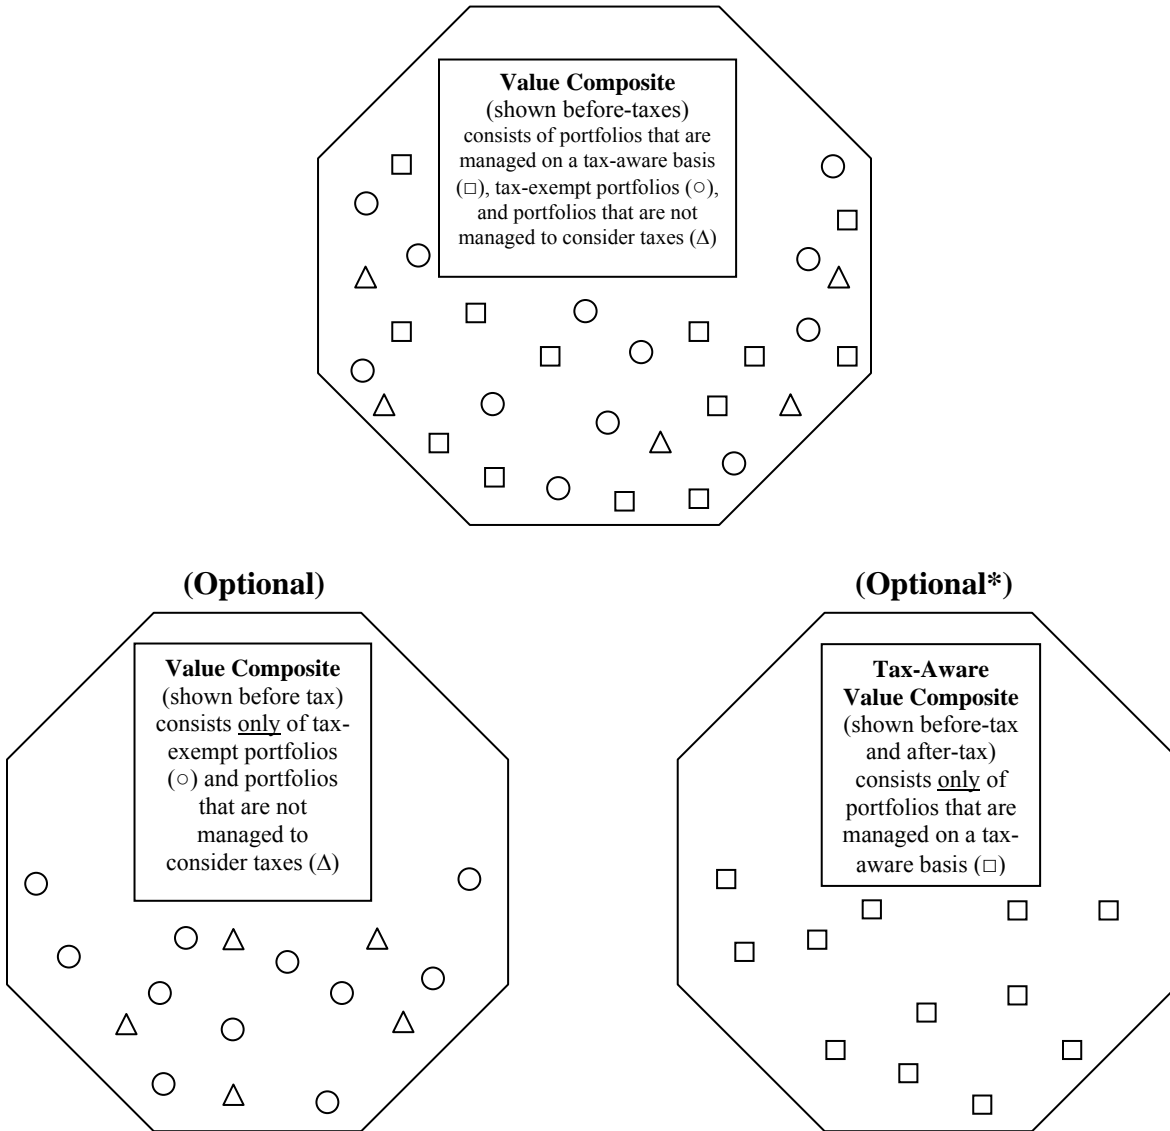 Value Composite
(shown before-taxes)
consists of portfolios that are
managed on a tax-aware basis
(□), tax-exempt portfolios (○),
and portfolios that are not
managed to consider taxes (Δ)
(Optional)
Value Composite
(shown before tax)
consists only of tax-
exempt portfolios
(○) and portfolios
that are not
managed to
consider taxes (Δ)
(Optional*)
Tax-Aware
Value Composite
(shown before-tax
and after-tax)
consists only of
portfolios that are
managed on a tax-
aware basis (□)